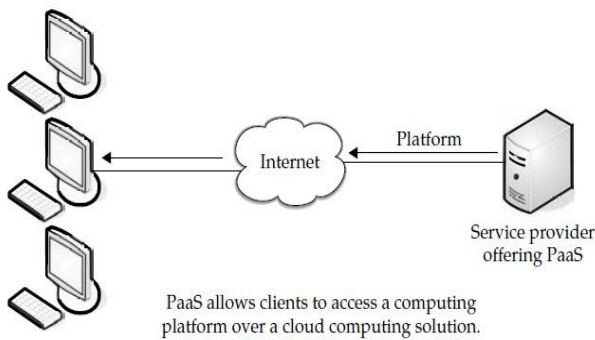 Platform
Internet
Service provider
offering PaaS
PaaS allows clients to access a computing
platform over a cloud computing solution.